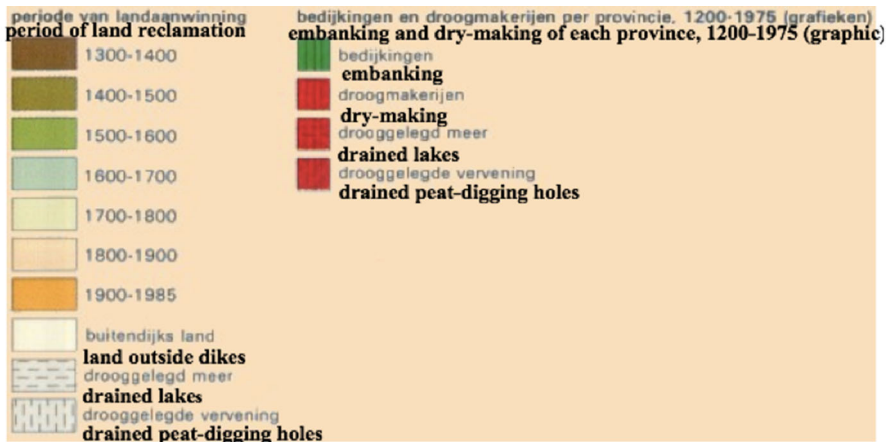 periode van landaanwinning
period of land reclamation
1300-1400
1400-1500
1500-1600
1600-1700
1700-1800
1800-1900
1900-1985
buitendijks land
land outside dikes
drooggelegd meer
drained lakes
drooggelegde vervening
drained peat-digging holes
bedijkingen en droogmakerijen per provincie, 1200-1975 (grafieken)
embanking and dry-making of each province, 1200-1975 (graphic)
bedijkingen
embanking
droogmakerijen
dry-making
drooggelegd meer
drained lakes
drooggelegde vervening
drained peat-digging holes